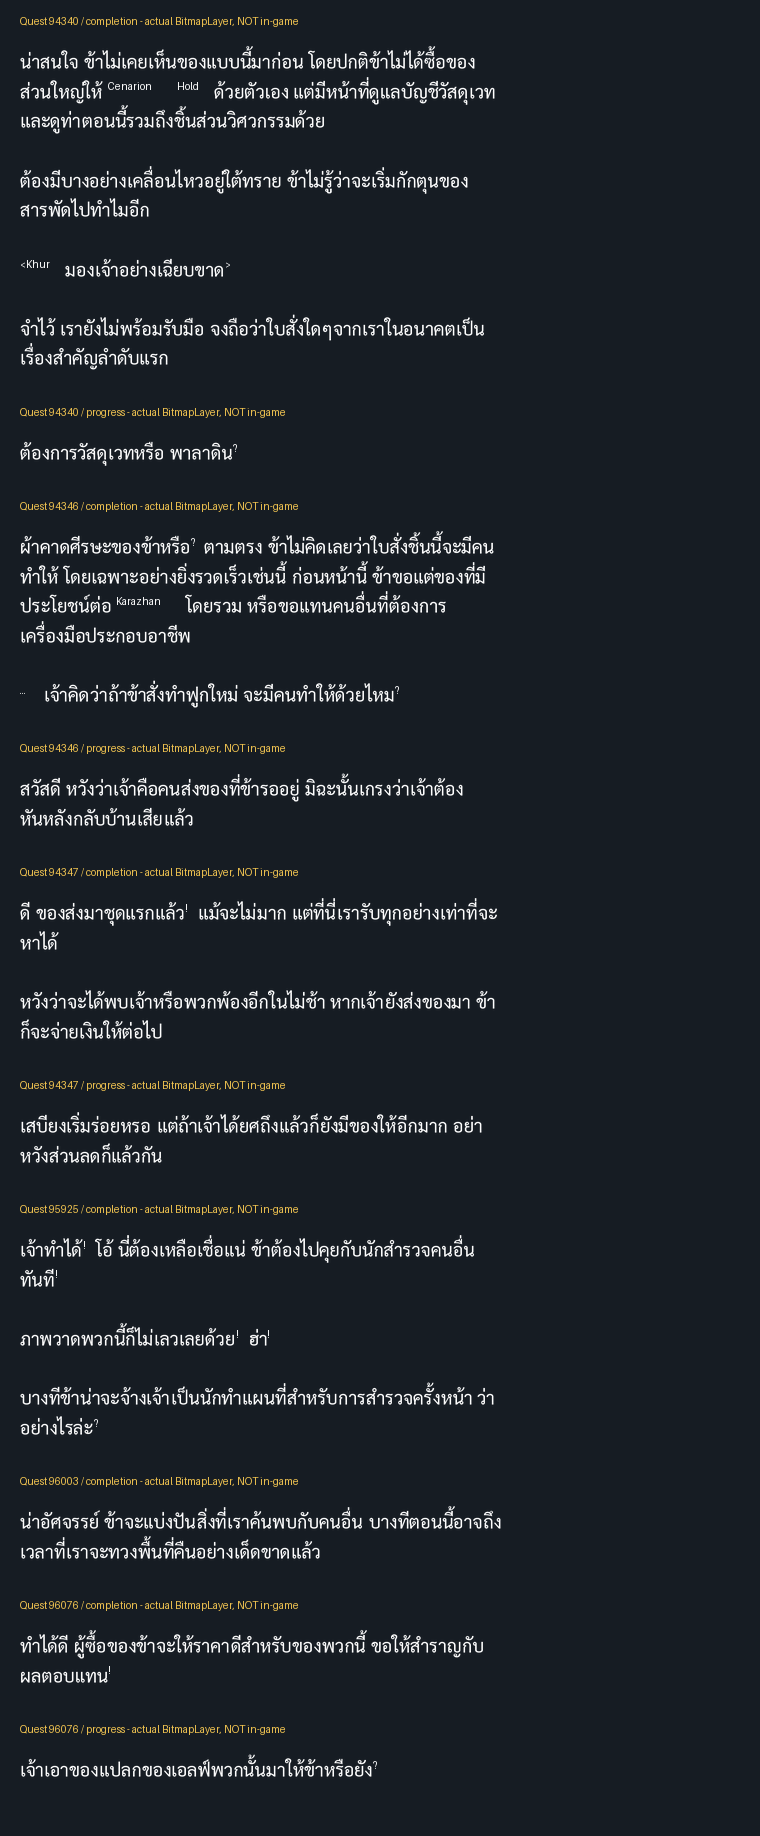 Quest 94340 / completion - actual BitmapLayer, NOT in-game
น่าสนใจ ข้าไม่เคยเห็นของแบบนี้มาก่อน โดยปกติข้าไม่ได้ซื้อของ
ส่วนใหญ่ให้ Cenarion Hold ด้วยตัวเอง แต่มีหน้าที่ดูแลบัญชีวัสดุเวท
และดูท่าตอนนี้รวมถึงชิ้นส่วนวิศวกรรมด้วย
ต้องมีบางอย่างเคลื่อนไหวอยู่ใต้ทราย ข้าไม่รู้ว่าจะเริ่มกักตุนของ
สารพัดไปทำไมอีก
<Khur มองเจ้าอย่างเฉียบขาด>
จำไว้ เรายังไม่พร้อมรับมือ จงถือว่าใบสั่งใดๆจากเราในอนาคตเป็น
เรื่องสำคัญลำดับแรก
Quest 94340 / progress - actual BitmapLayer, NOT in-game
ต้องการวัสดุเวทหรือ พาลาดิน?
Quest 94346 / completion - actual BitmapLayer, NOT in-game
ผ้าคาดศีรษะของข้าหรือ? ตามตรง ข้าไม่คิดเลยว่าใบสั่งชิ้นนี้จะมีคน
ทำให้ โดยเฉพาะอย่างยิ่งรวดเร็วเช่นนี้ ก่อนหน้านี้ ข้าขอแต่ของที่มี
ประโยชน์ต่อ Karazhan โดยรวม หรือขอแทนคนอื่นที่ต้องการ
เครื่องมือประกอบอาชีพ
... เจ้าคิดว่าถ้าข้าสั่งทำฟูกใหม่ จะมีคนทำให้ด้วยไหม?
Quest 94346 / progress - actual BitmapLayer, NOT in-game
สวัสดี หวังว่าเจ้าคือคนส่งของที่ข้ารออยู่ มิฉะนั้นเกรงว่าเจ้าต้อง
หันหลังกลับบ้านเสียแล้ว
Quest 94347 / completion - actual BitmapLayer, NOT in-game
ดี ของส่งมาชุดแรกแล้ว! แม้จะไม่มาก แต่ที่นี่เรารับทุกอย่างเท่าที่จะ
หาได้
หวังว่าจะได้พบเจ้าหรือพวกพ้องอีกในไม่ช้า หากเจ้ายังส่งของมา ข้า
ก็จะจ่ายเงินให้ต่อไป
Quest 94347 / progress - actual BitmapLayer, NOT in-game
เสบียงเริ่มร่อยหรอ แต่ถ้าเจ้าได้ยศถึงแล้วก็ยังมีของให้อีกมาก อย่า
หวังส่วนลดก็แล้วกัน
Quest 95925 / completion - actual BitmapLayer, NOT in-game
เจ้าทำได้! โอ้ นี่ต้องเหลือเชื่อแน่ ข้าต้องไปคุยกับนักสำรวจคนอื่น
ทันที!
ภาพวาดพวกนี้ก็ไม่เลวเลยด้วย! ฮ่า!
บางทีข้าน่าจะจ้างเจ้าเป็นนักทำแผนที่สำหรับการสำรวจครั้งหน้า ว่า
อย่างไรล่ะ?
Quest 96003 / completion - actual BitmapLayer, NOT in-game
น่าอัศจรรย์ ข้าจะแบ่งปันสิ่งที่เราค้นพบกับคนอื่น บางทีตอนนี้อาจถึง
เวลาที่เราจะทวงพื้นที่คืนอย่างเด็ดขาดแล้ว
Quest 96076 / completion - actual BitmapLayer, NOT in-game
ทำได้ดี ผู้ซื้อของข้าจะให้ราคาดีสำหรับของพวกนี้ ขอให้สำราญกับ
ผลตอบแทน!
Quest 96076 / progress - actual BitmapLayer, NOT in-game
เจ้าเอาของแปลกของเอลฟ์พวกนั้นมาให้ข้าหรือยัง?